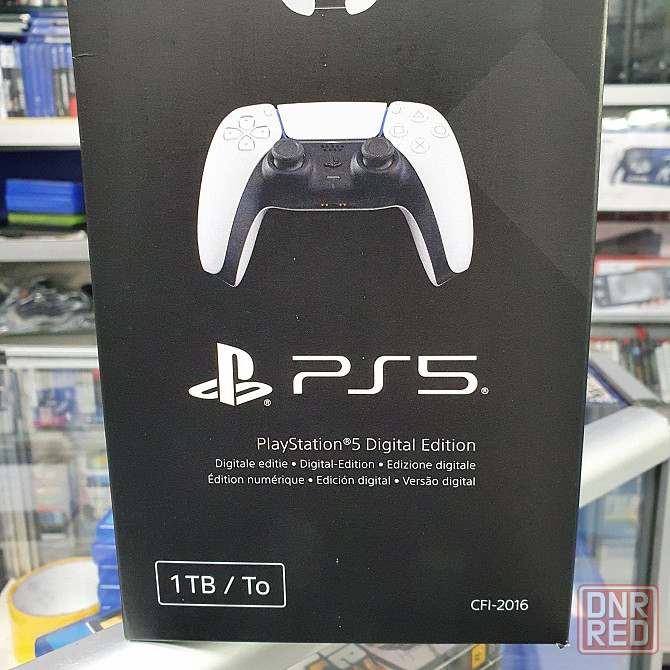 PS5®
PlayStation®5 Digital Edition
Digitale editie • Digital-Edition • Edizione digitale
Édition numérique • Edición digital • Versão digital
1TB / To
CFI-2016
DNR
RED